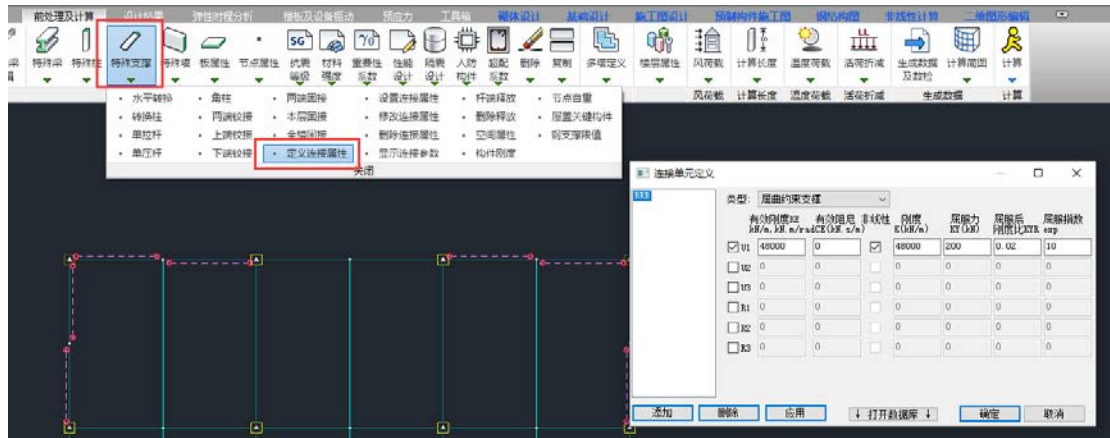 前处理及计算 设计结果 弹性时程分析 楼板及设备振动 预应力 工具箱 砌体设计 基础设计 施工图设计 预制构件施工图 钢结构图 非线性计算 二维图形编辑
特殊梁 特殊柱 特殊支撑 特殊墙 板属性 节点属性 抗震等级 材料强度 重要性系数 性能设计 隔震设计 人防构件 超配系数 删除 复制 多塔定义 楼层属性 风荷载 计算长度 温度荷载 活荷折减 生成数据及数检 计算简图 计算
风荷载 计算长度 温度荷载 活荷折减 生成数据 计算
· 水平转换 · 角柱 · 两端固接 · 设置连接属性 · 杆端释放 · 节点自重
· 转换柱 · 两端铰接 · 本层固接 · 修改连接属性 · 删除释放 · 层置关键构件
· 单拉杆 · 上端铰接 · 全楼固接 · 删除连接属性 · 空间属性 · 钢支撑限值
· 单压杆 · 下端铰接 · 定义连接属性 · 显示连接参数 · 构件刚度
关闭
连接单元定义
BRB
类型: 屈曲约束支撑
有效刚度KE 有效阻尼 非线性 刚度 屈服力 屈服后 屈服指数
kN/m,kN.m/rad CE(kN.s/m) K(kN/m) KY(kN) 刚度比KYR exp
U1 48000 0 48000 200 0.02 10
U2 0 0 0 0 0 0
U3 0 0 0 0 0 0
R1 0 0 0 0 0 0
R2 0 0 0 0 0 0
R3 0 0 0 0 0 0
添加 删除 应用 ↓ 打开数据库 ↓ 确定 取消